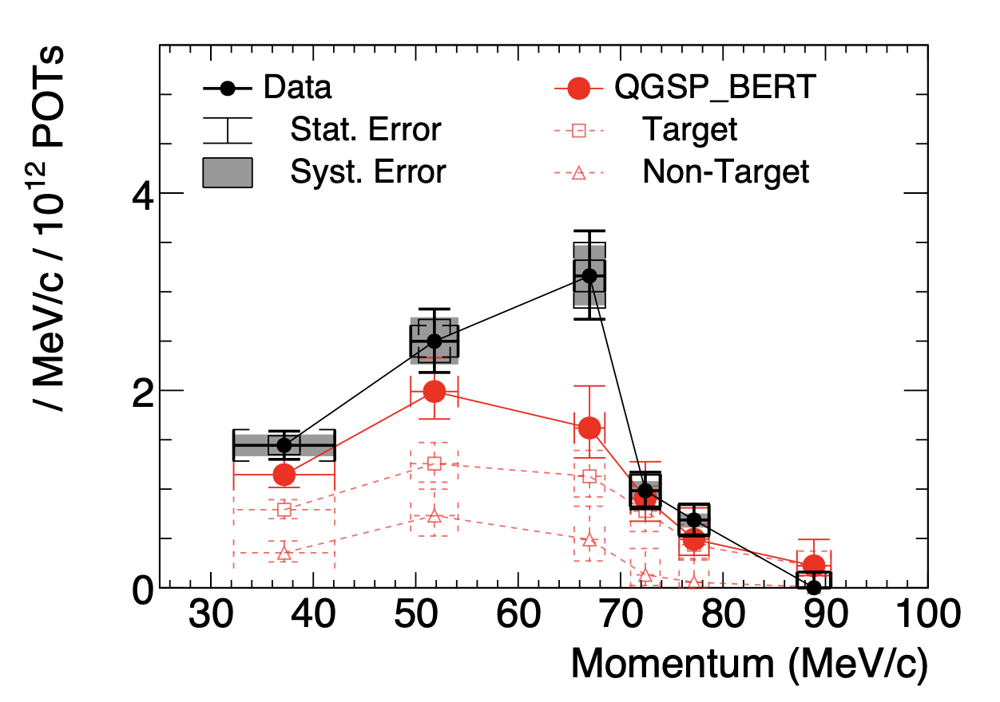 / MeV/c / 10¹² POTs
Data
QGSP_BERT
Stat. Error
Target
Syst. Error
Non-Target
4
2
0
30 40 50 60 70 80 90 100
Momentum (MeV/c)